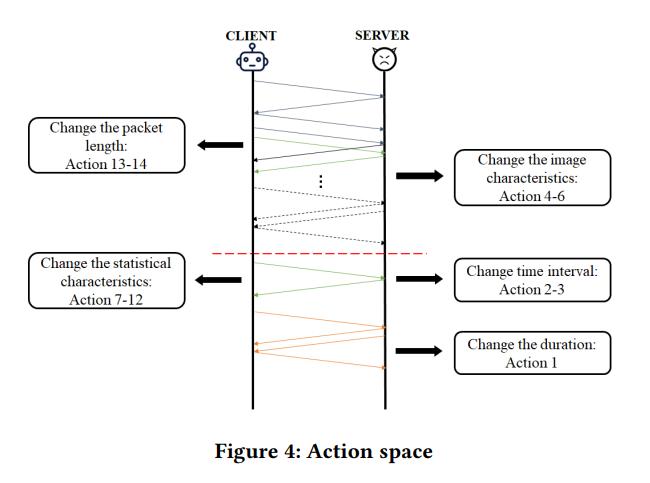 CLIENT
SERVER
Change the packet
length:
Action 13-14
Change the image
characteristics:
Action 4-6
Change the statistical
characteristics:
Action 7-12
Change time interval:
Action 2-3
Change the duration:
Action 1
Figure 4: Action space